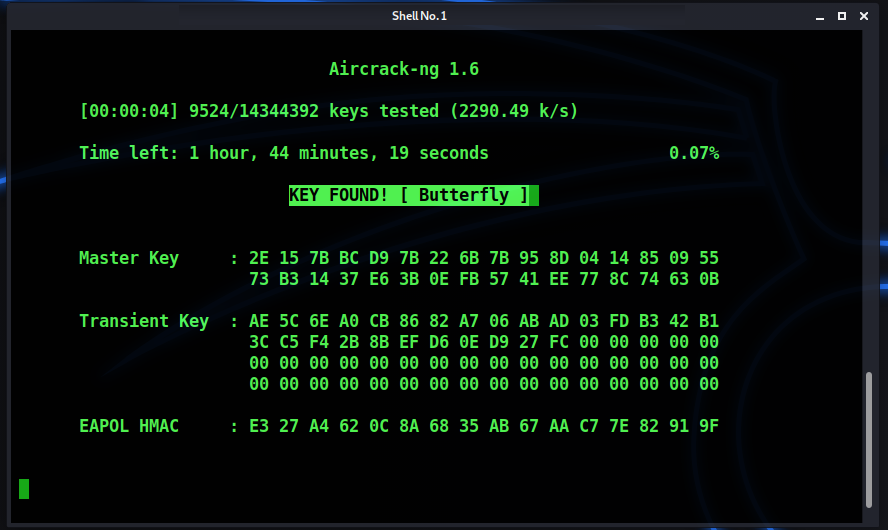 Shell No. 1
Aircrack-ng 1.6
[00:00:04] 9524/14344392 keys tested (2290.49 k/s)
Time left: 1 hour, 44 minutes, 19 seconds 0.07%
KEY FOUND! [ Butterfly ]
Master Key : 2E 15 7B BC D9 7B 22 6B 7B 95 8D 04 14 85 09 55
73 B3 14 37 E6 3B 0E FB 57 41 EE 77 8C 74 63 0B
Transient Key : AE 5C 6E A0 CB 86 82 A7 06 AB AD 03 FD B3 42 B1
3C C5 F4 2B 8B EF D6 0E D9 27 FC 00 00 00 00 00
00 00 00 00 00 00 00 00 00 00 00 00 00 00 00 00
00 00 00 00 00 00 00 00 00 00 00 00 00 00 00 00
EAPOL HMAC : E3 27 A4 62 0C 8A 68 35 AB 67 AA C7 7E 82 91 9F